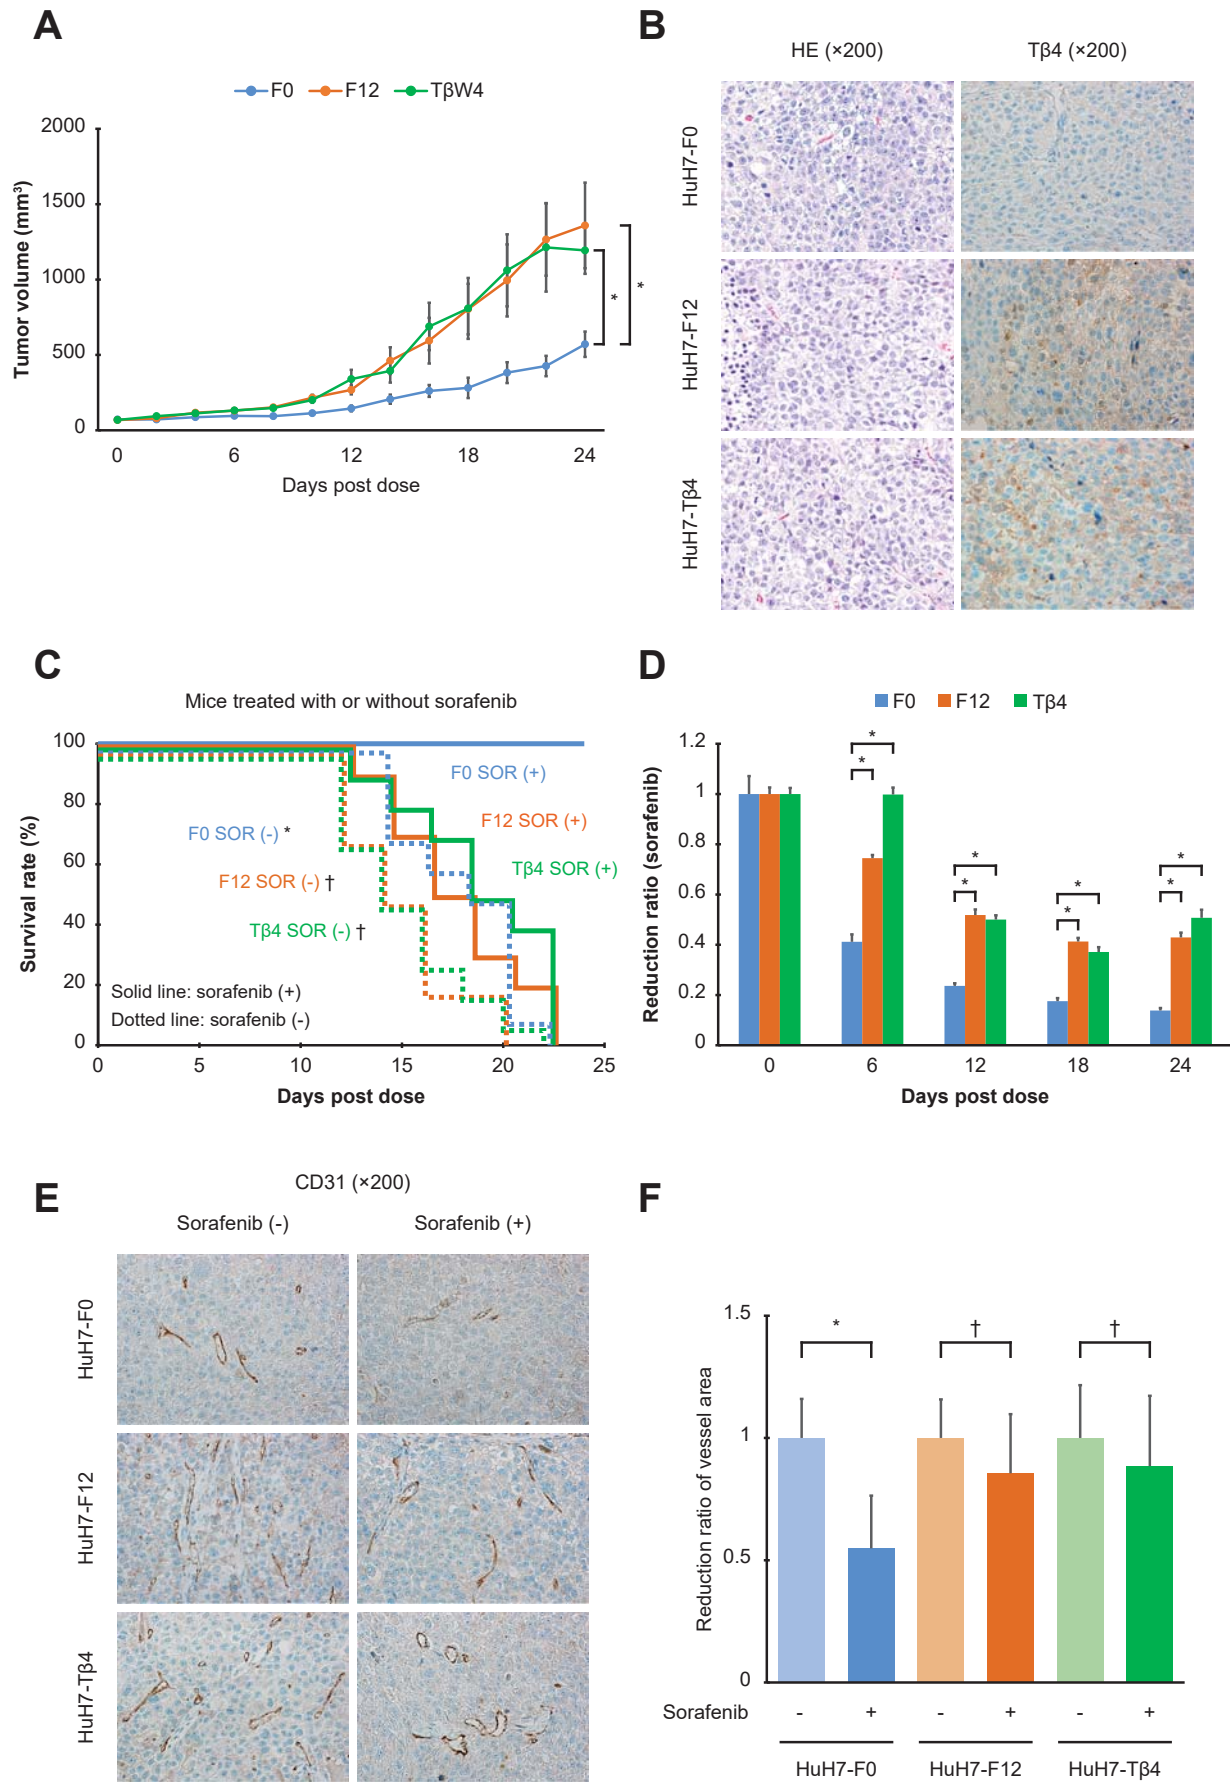 A
F0 F12 TβW4
Tumor volume (mm³)
2000
1500
1000
500
0
0 6 12 18 24
Days post dose
*
*
B
HE (×200) Tβ4 (×200)
HuH7-F0
HuH7-F12
HuH7-Tβ4
C
Mice treated with or without sorafenib
Survival rate (%)
100
80
60
40
20
0
F0 SOR (+)
F12 SOR (+)
Tβ4 SOR (+)
F0 SOR (-) *
F12 SOR (-) †
Tβ4 SOR (-) †
Solid line: sorafenib (+)
Dotted line: sorafenib (-)
0 5 10 15 20 25
Days post dose
D
F0 F12 Tβ4
Reduction ratio (sorafenib)
1.2
1
0.8
0.6
0.4
0.2
0
* *
* *
* *
* *
0 6 12 18 24
Days post dose
E
CD31 (×200)
Sorafenib (-) Sorafenib (+)
HuH7-F0
HuH7-F12
HuH7-Tβ4
F
Reduction ratio of vessel area
1.5
1
0.5
0
* † †
Sorafenib - + - + - +
HuH7-F0 HuH7-F12 HuH7-Tβ4